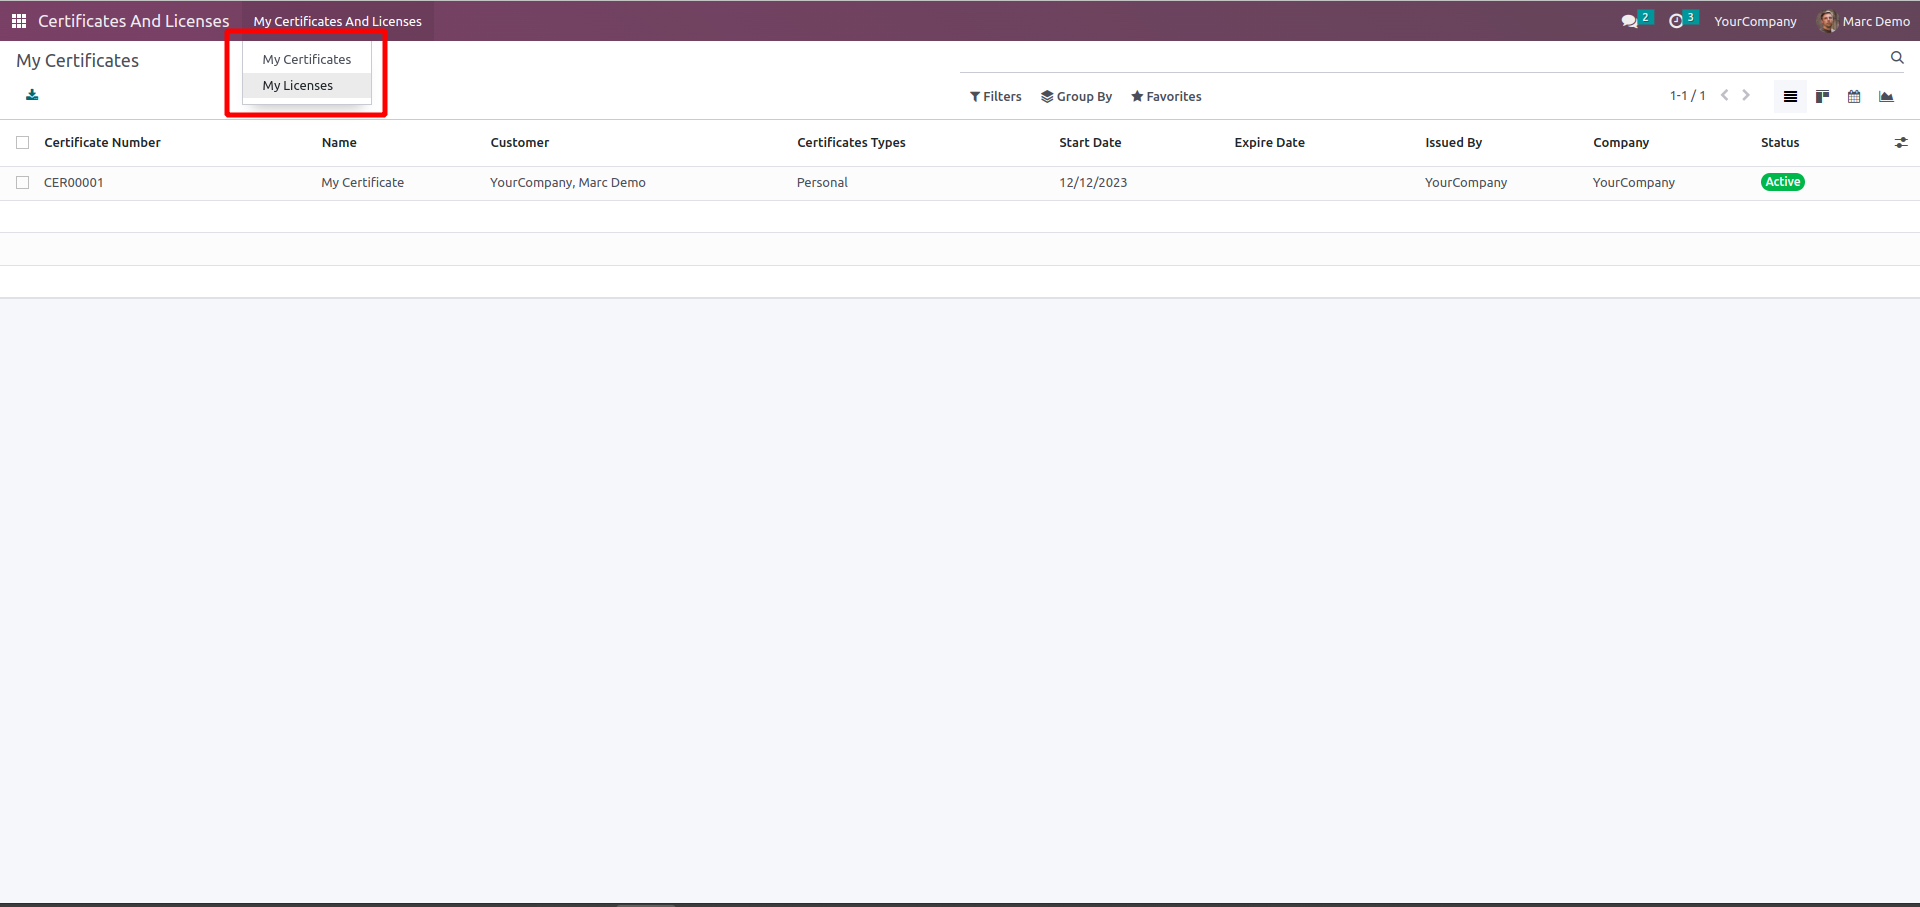 Certificates And Licenses My Certificates And Licenses 2 3 YourCompany Marc Demo
My Certificates
My Certificates
My Licenses
Filters Group By Favorites 1-1 / 1
Certificate Number Name Customer Certificates Types Start Date Expire Date Issued By Company Status
CER00001 My Certificate YourCompany, Marc Demo Personal 12/12/2023 YourCompany YourCompany Active